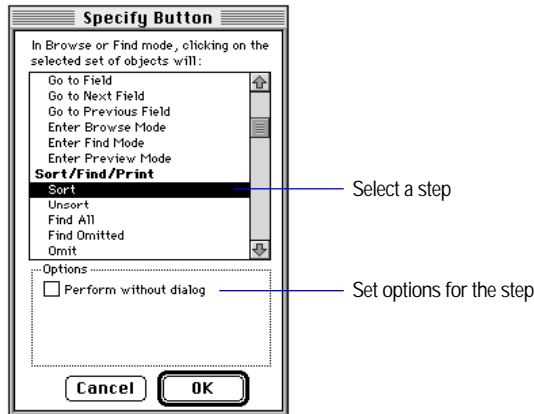 Specify Button
In Browse or Find mode, clicking on the
selected set of objects will:
Go to Field
Go to Next Field
Go to Previous Field
Enter Browse Mode
Enter Find Mode
Enter Preview Mode
Sort/Find/Print
Sort
Unsort
Find All
Find Omitted
Omit
Select a step
Options
Perform without dialog
Set options for the step
Cancel
OK